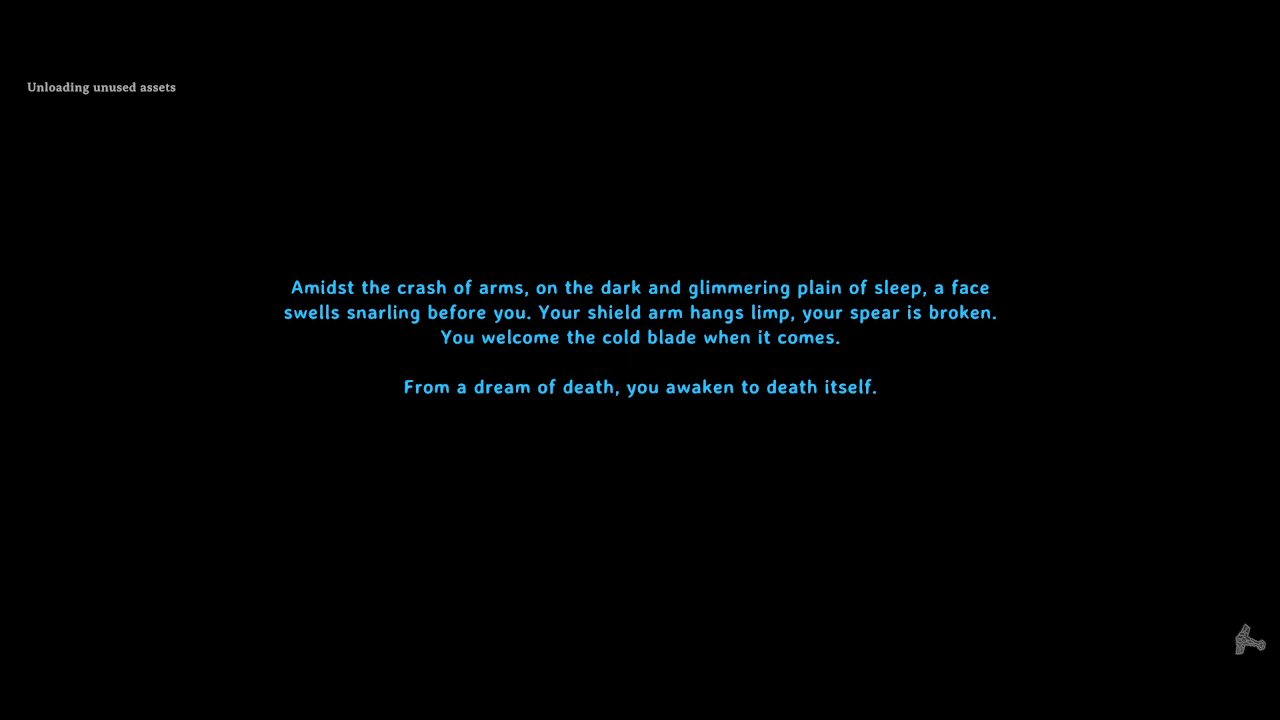 Unloading unused assets
Amidst the crash of arms, on the dark and glimmering plain of sleep, a face
swells snarling before you. Your shield arm hangs limp, your spear is broken.
You welcome the cold blade when it comes.
From a dream of death, you awaken to death itself.